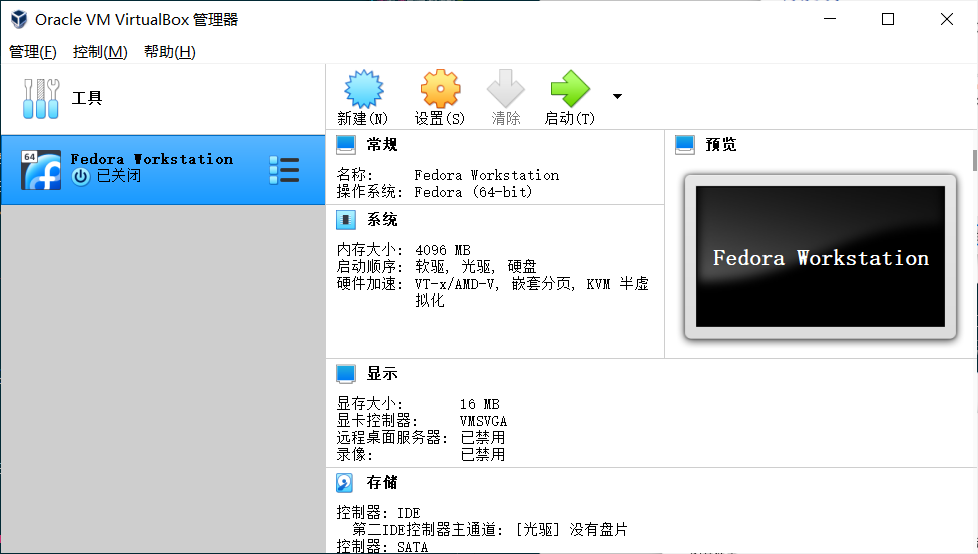 Oracle VM VirtualBox 管理器
管理(F) 控制(M) 帮助(H)
工具
新建(N) 设置(S) 清除 启动(T)
64
Fedora Workstation
已关闭
常规
名称: Fedora Workstation
操作系统: Fedora (64-bit)
系统
内存大小: 4096 MB
启动顺序: 软驱, 光驱, 硬盘
硬件加速: VT-x/AMD-V, 嵌套分页, KVM 半虚
拟化
预览
Fedora Workstation
显示
显存大小: 16 MB
显卡控制器: VMSVGA
远程桌面服务器: 已禁用
录像: 已禁用
存储
控制器: IDE
第二IDE控制器主通道: [光驱] 没有盘片
控制器: SATA